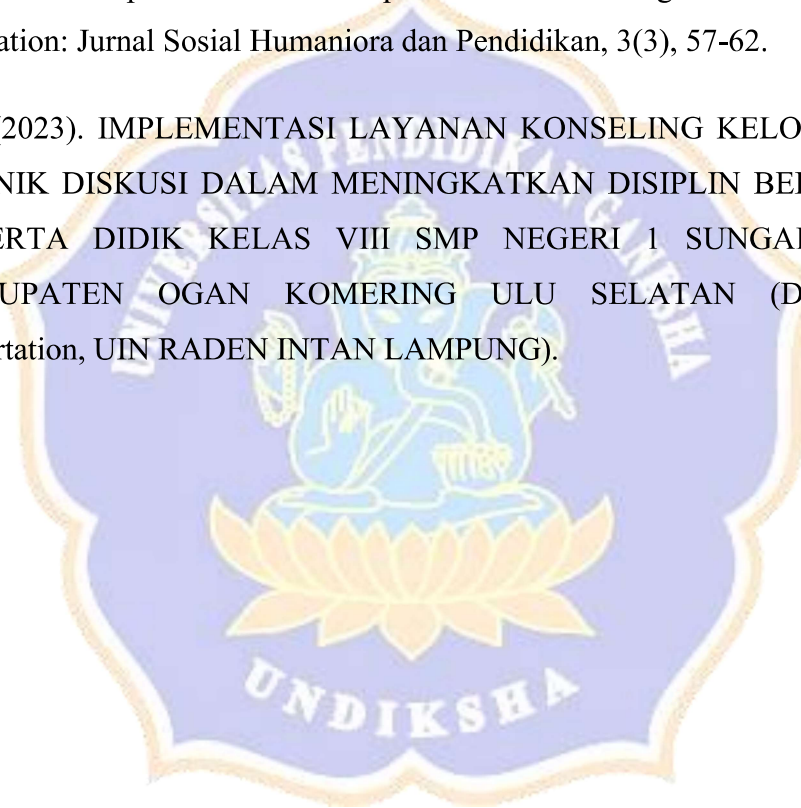 ation: Jurnal Sosial Humaniora dan Pendidikan, 3(3), 57-62.
(2023). IMPLEMENTASI LAYANAN KONSELING KELO
NIK DISKUSI DALAM MENINGKATKAN DISIPLIN BEL
ERTA DIDIK KELAS VIII SMP NEGERI 1 SUNGAI
UPATEN OGAN KOMERING ULU SELATAN (D
rtation, UIN RADEN INTAN LAMPUNG).
UNIVERSITAS PENDIDIKAN GANESHA
UNDIKSHA